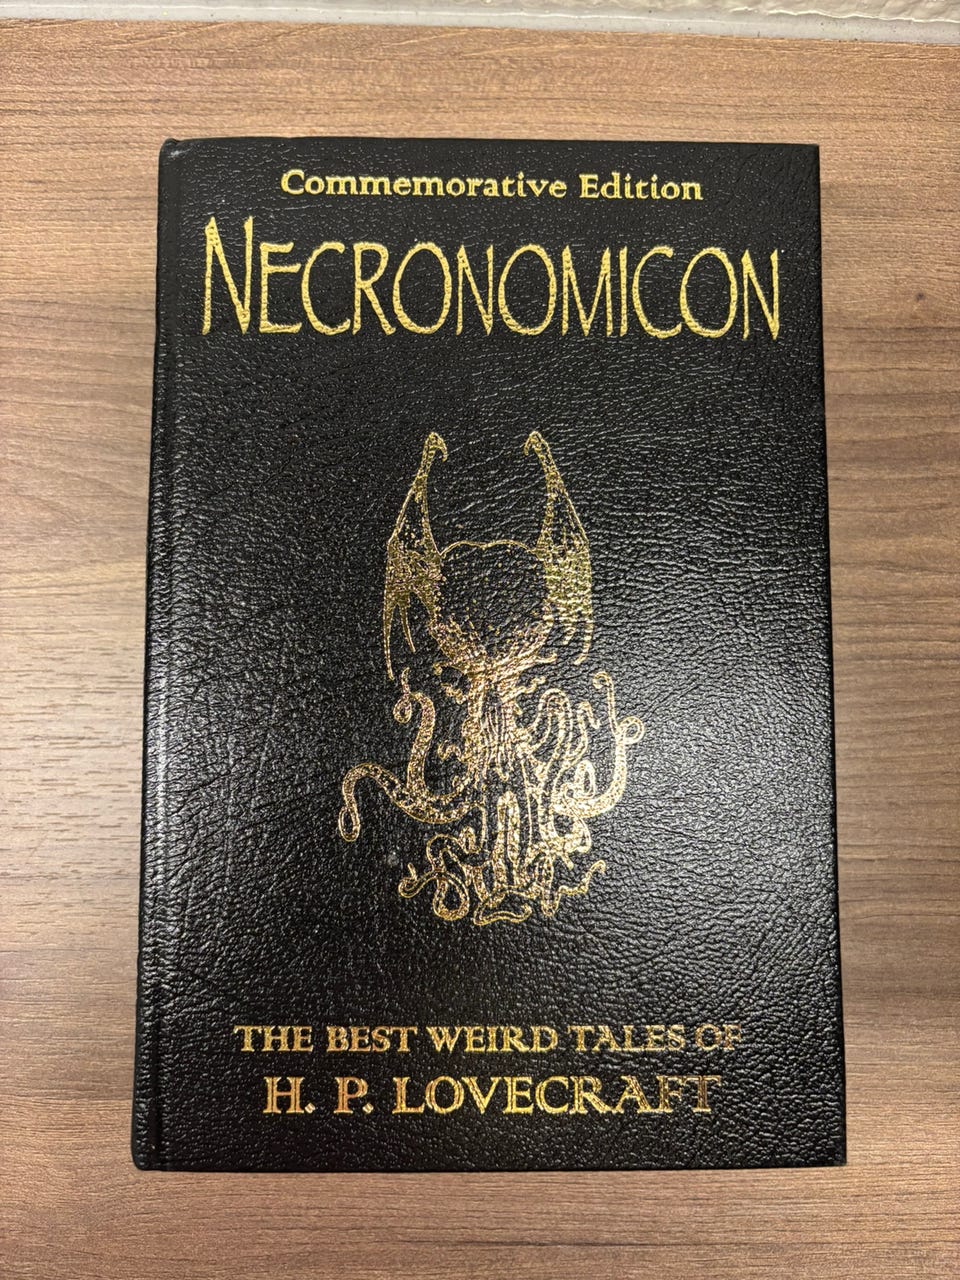 Commemorative Edition
NECRONOMICON
THE BEST WEIRD TALES OF
H. P. LOVECRAFT